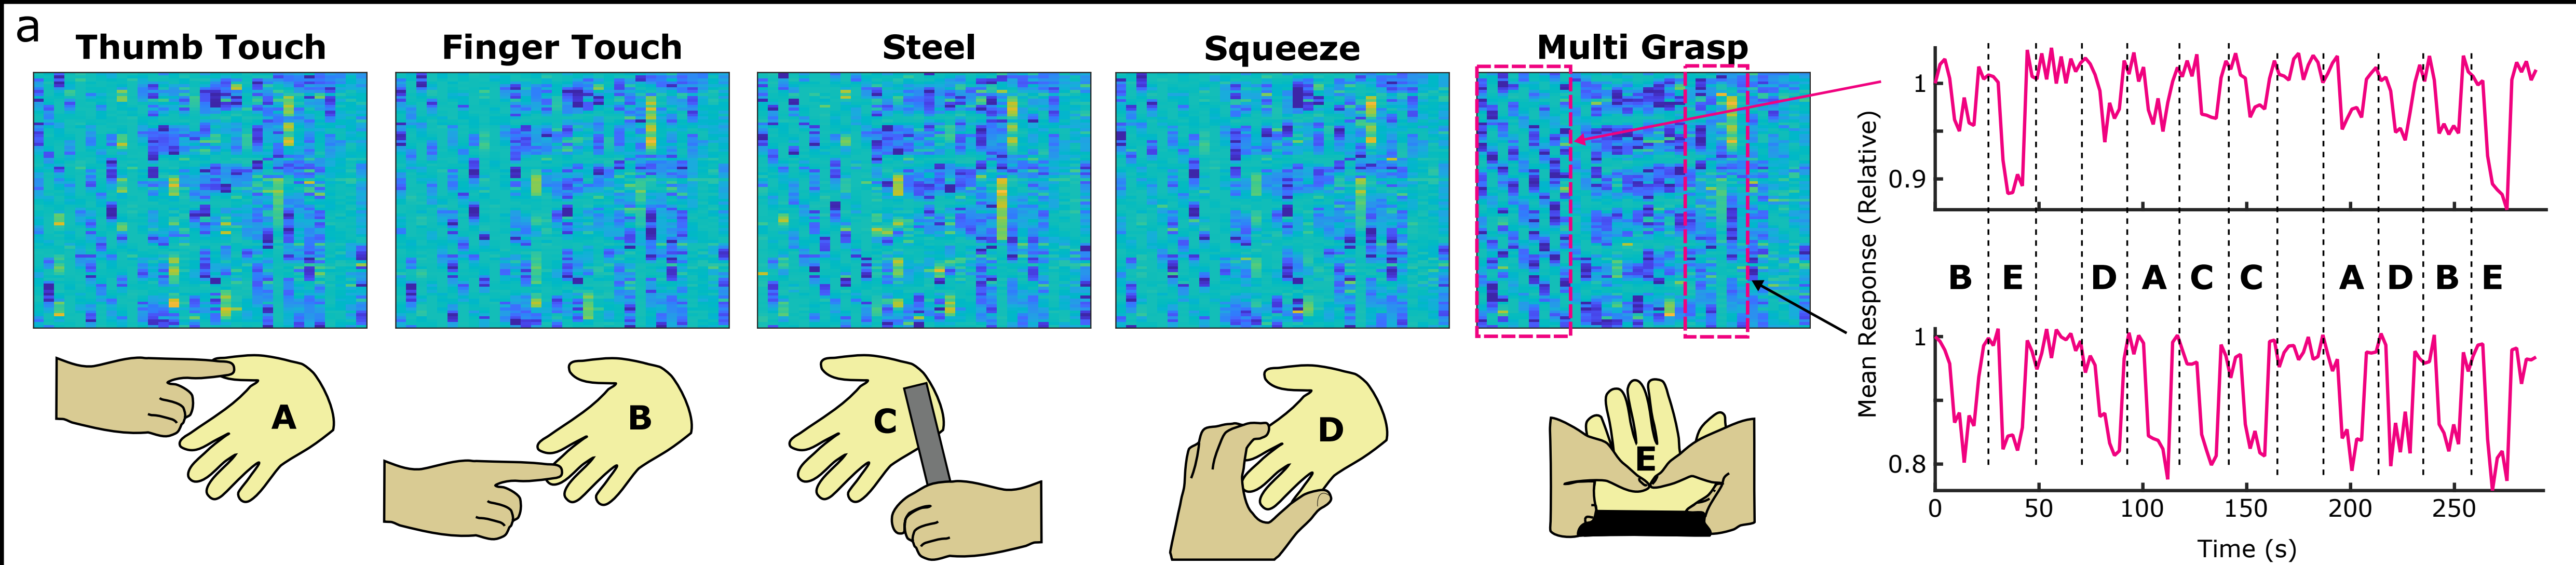 a
Thumb Touch
Finger Touch
Steel
Squeeze
Multi Grasp
A
B
C
D
E
Mean Response (Relative)
1
0.9
B E D A C C A D B E
1
0.8
0 50 100 150 200 250
Time (s)